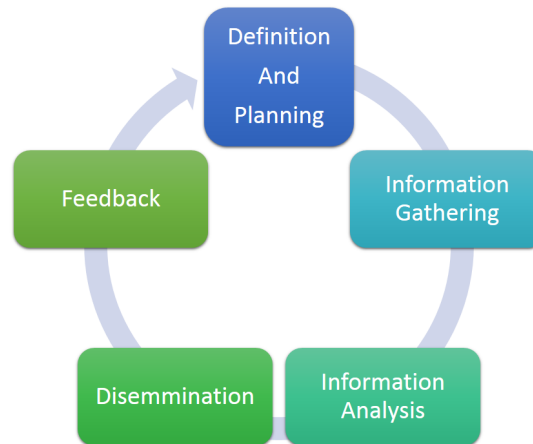 Definition
And
Planning
Information
Gathering
Information
Analysis
Disemmination
Feedback